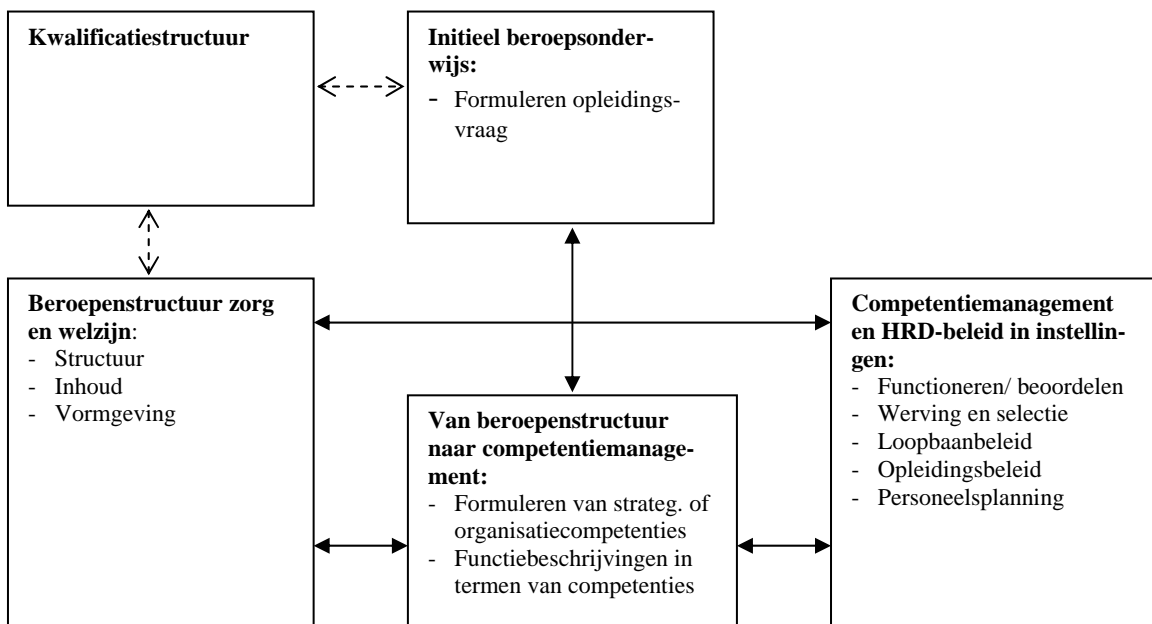 Kwalificatiestructuur
Initieel beroepsonder-
wijs:
- Formuleren opleidings-
vraag
Beroepenstructuur zorg
en welzijn:
- Structuur
- Inhoud
- Vormgeving
Van beroepenstructuur
naar competentiemanage-
ment:
- Formuleren van strateg. of
organisatiecompetenties
- Functiebeschrijvingen in
termen van competenties
Competentiemanagement
en HRD-beleid in instellin-
gen:
- Functioneren/ beoordelen
- Werving en selectie
- Loopbaanbeleid
- Opleidingsbeleid
- Personeelsplanning